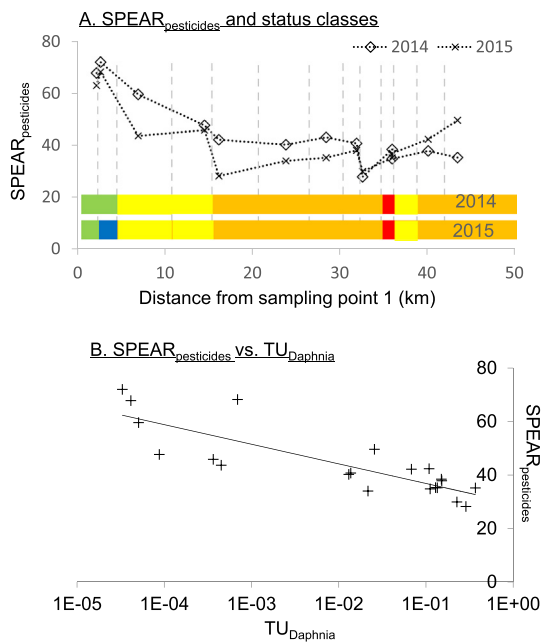 A. SPEARpesticides and status classes
2014 2015
80
60
40
20
0
SPEARpesticides
2014
2015
0 10 20 30 40 50
Distance from sampling point 1 (km)
B. SPEARpesticides vs. TUDaphnia
80
60
40
20
0
SPEARpesticides
1E-05 1E-04 1E-03 1E-02 1E-01 1E+00
TUDaphnia